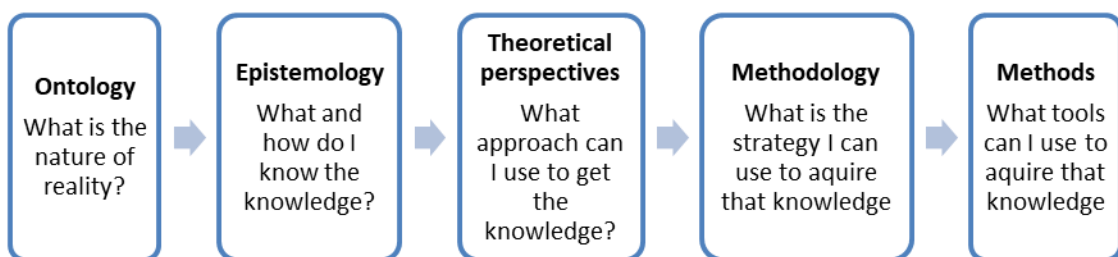 Ontology
What is the
nature of
reality?
Epistemology
What and
how do I
know the
knowledge?
Theoretical
perspectives
What
approach can
I use to get
the
knowledge?
Methodology
What is the
strategy I can
use to aquire
that knowledge
Methods
What tools
can I use to
aquire that
knowledge